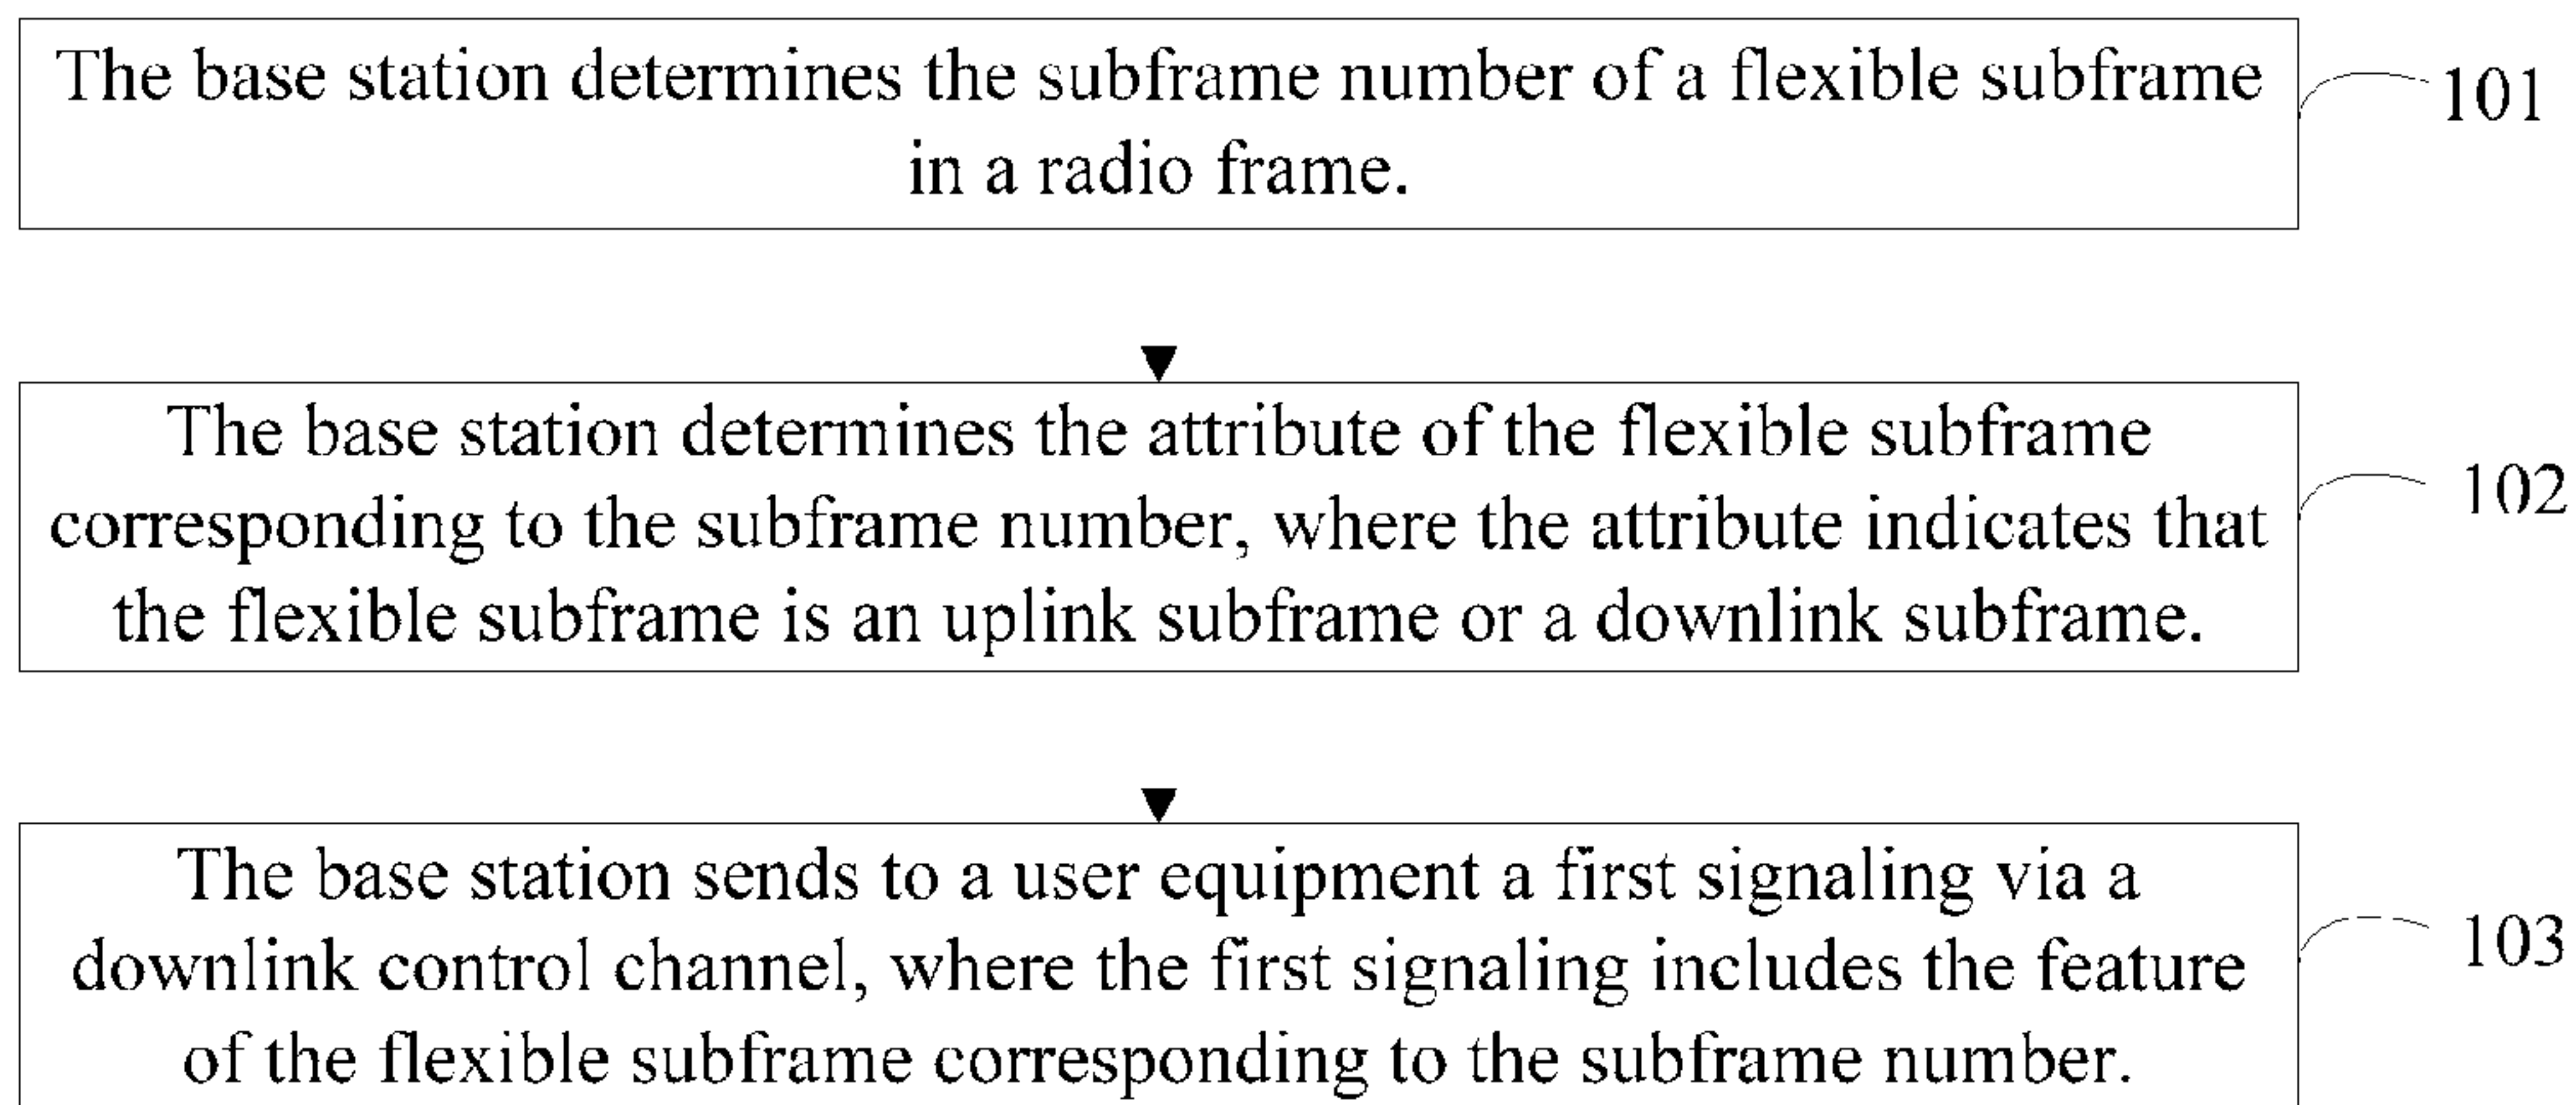 The base station determines the subframe number of a flexible subframe
in a radio frame.
101
The base station determines the attribute of the flexible subframe
corresponding to the subframe number, where the attribute indicates that
the flexible subframe is an uplink subframe or a downlink subframe.
102
The base station sends to a user equipment a first signaling via a
downlink control channel, where the first signaling includes the feature
of the flexible subframe corresponding to the subframe number.
103